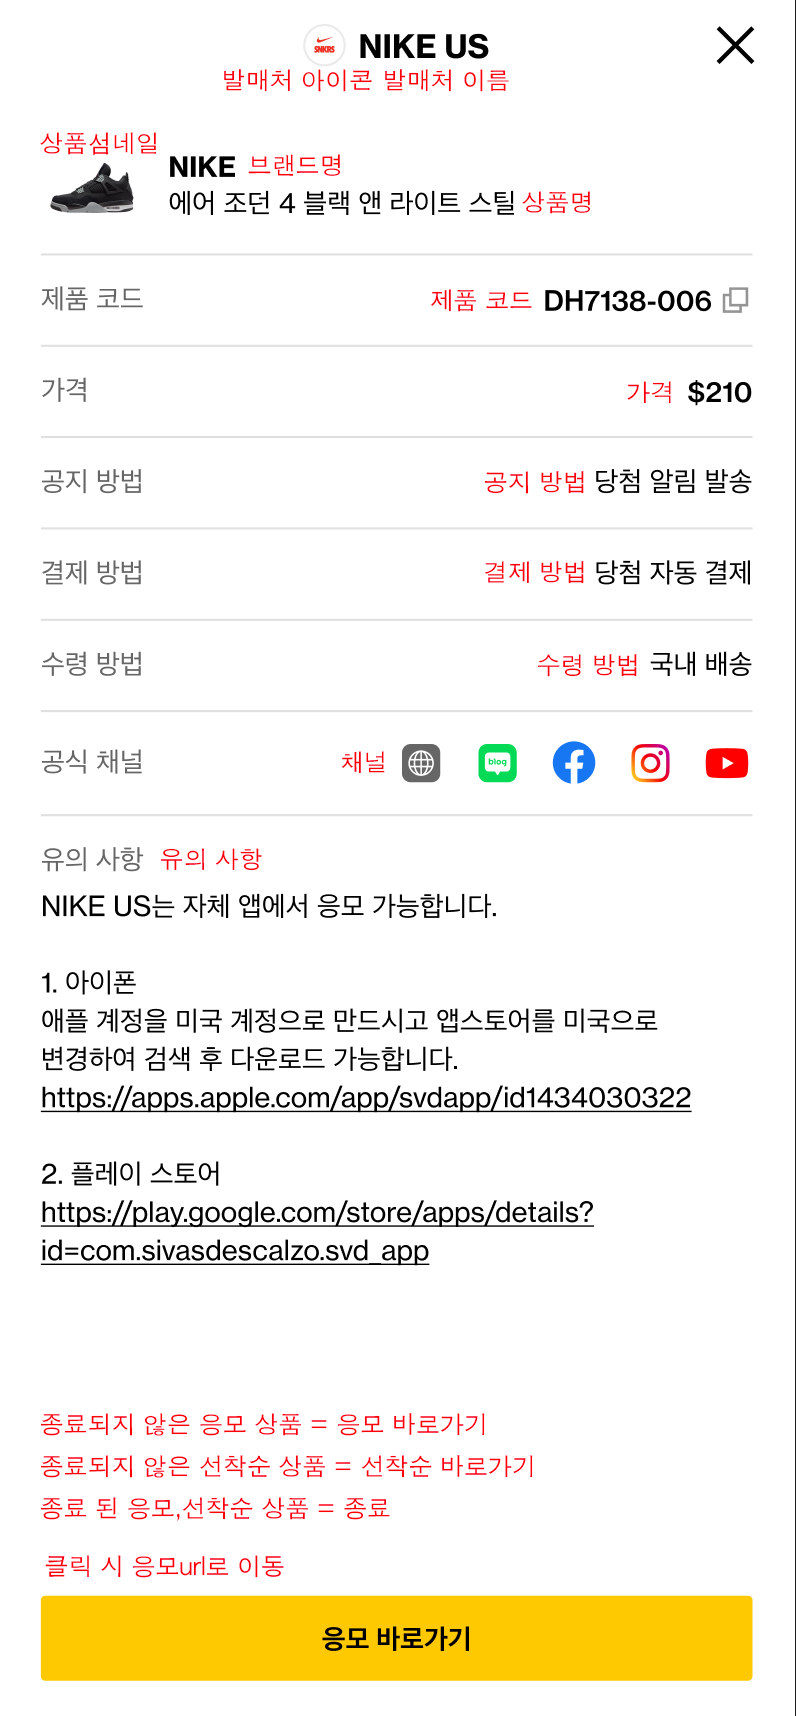 SNKRS NIKE US
발매처 아이콘 발매처 이름
상품섬네일
NIKE 브랜드명
에어 조던 4 블랙 앤 라이트 스틸 상품명
제품 코드 제품 코드 DH7138-006
가격 가격 $210
공지 방법 공지 방법 당첨 알림 발송
결제 방법 결제 방법 당첨 자동 결제
수령 방법 수령 방법 국내 배송
공식 채널 채널 blog
유의 사항 유의 사항
NIKE US는 자체 앱에서 응모 가능합니다.
1. 아이폰
애플 계정을 미국 계정으로 만드시고 앱스토어를 미국으로
변경하여 검색 후 다운로드 가능합니다.
https://apps.apple.com/app/svdapp/id1434030322
2. 플레이 스토어
https://play.google.com/store/apps/details?
id=com.sivasdescalzo.svd_app
종료되지 않은 응모 상품 = 응모 바로가기
종료되지 않은 선착순 상품 = 선착순 바로가기
종료 된 응모,선착순 상품 = 종료
클릭 시 응모url로 이동
응모 바로가기